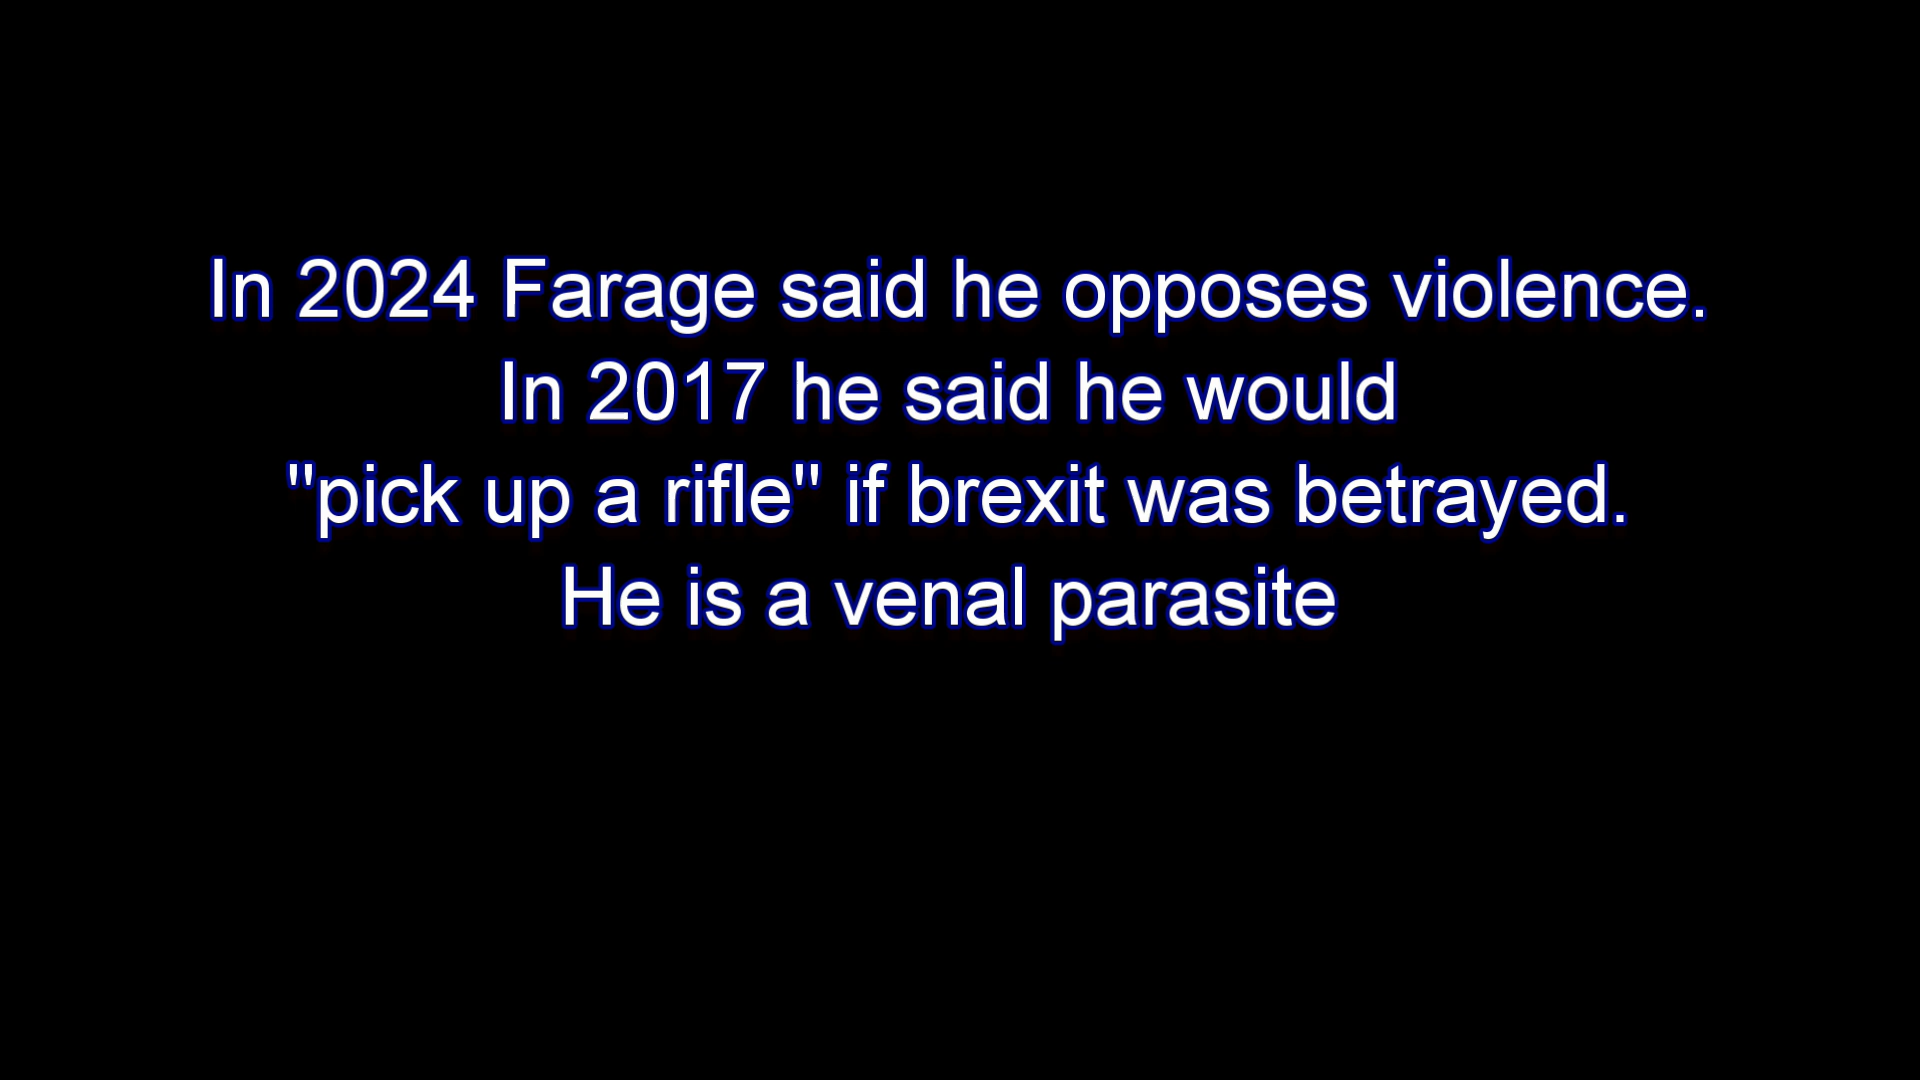 In 2024 Farage said he opposes violence.
In 2017 he said he would
"pick up a rifle" if brexit was betrayed.
He is a venal parasite